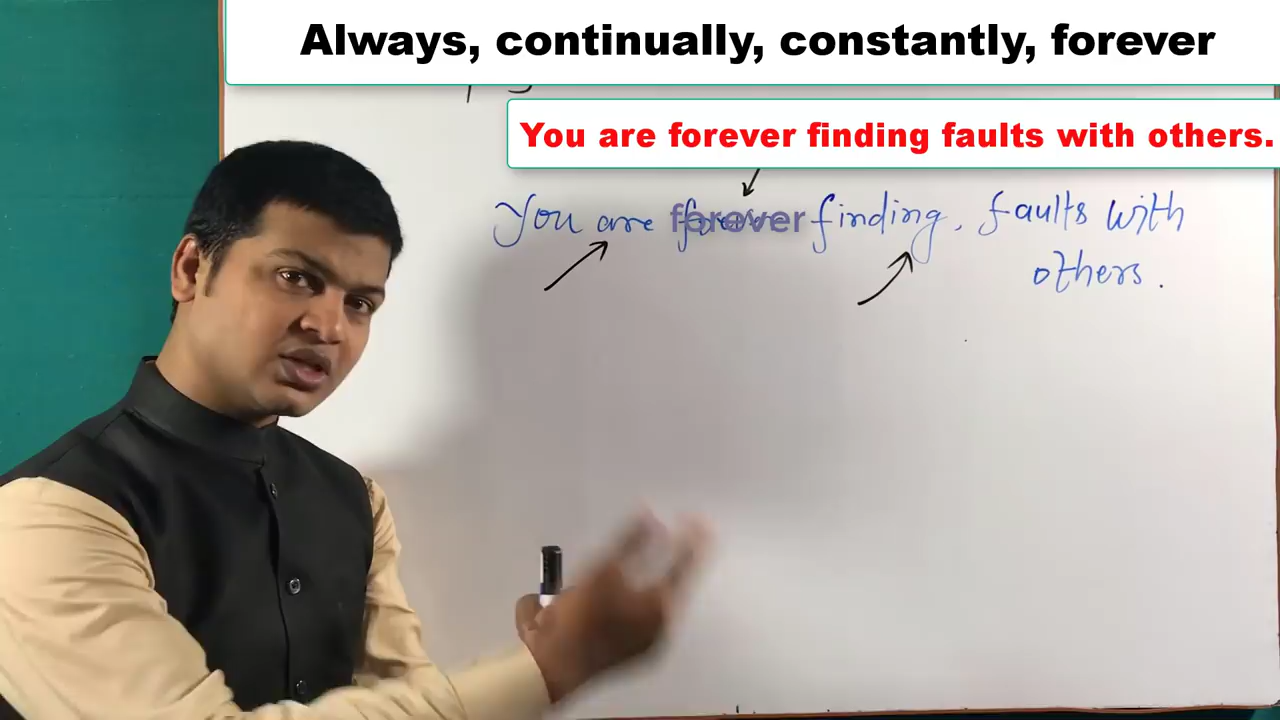 Always, continually, constantly, forever
You are forever finding faults with others.
You are forever finding, faults with
others.